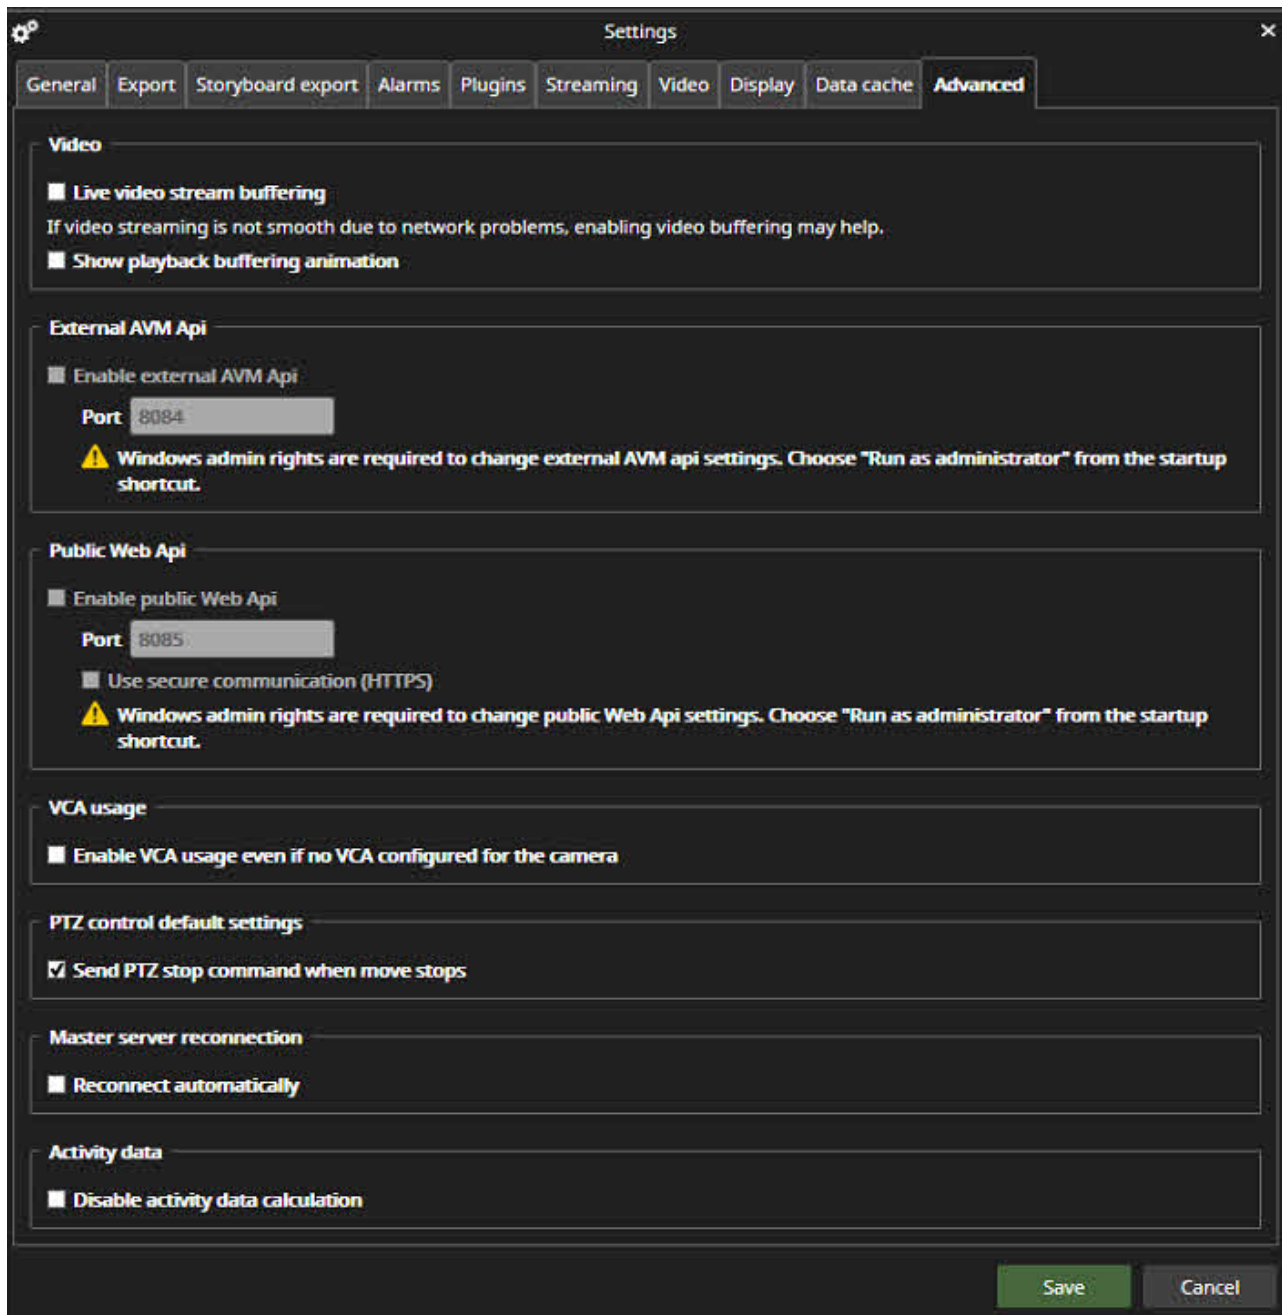 Settings
General Export Storyboard export Alarms Plugins Streaming Video Display Data cache Advanced
Video
Live video stream buffering
If video streaming is not smooth due to network problems, enabling video buffering may help.
Show playback buffering animation
External AVM Api
Enable external AVM Api
Port 8084
Windows admin rights are required to change external AVM api settings. Choose "Run as administrator" from the startup
shortcut.
Public Web Api
Enable public Web Api
Port 8085
Use secure communication (HTTPS)
Windows admin rights are required to change public Web Api settings. Choose "Run as administrator" from the startup
shortcut.
VCA usage
Enable VCA usage even if no VCA configured for the camera
PTZ control default settings
Send PTZ stop command when move stops
Master server reconnection
Reconnect automatically
Activity data
Disable activity data calculation
Save Cancel